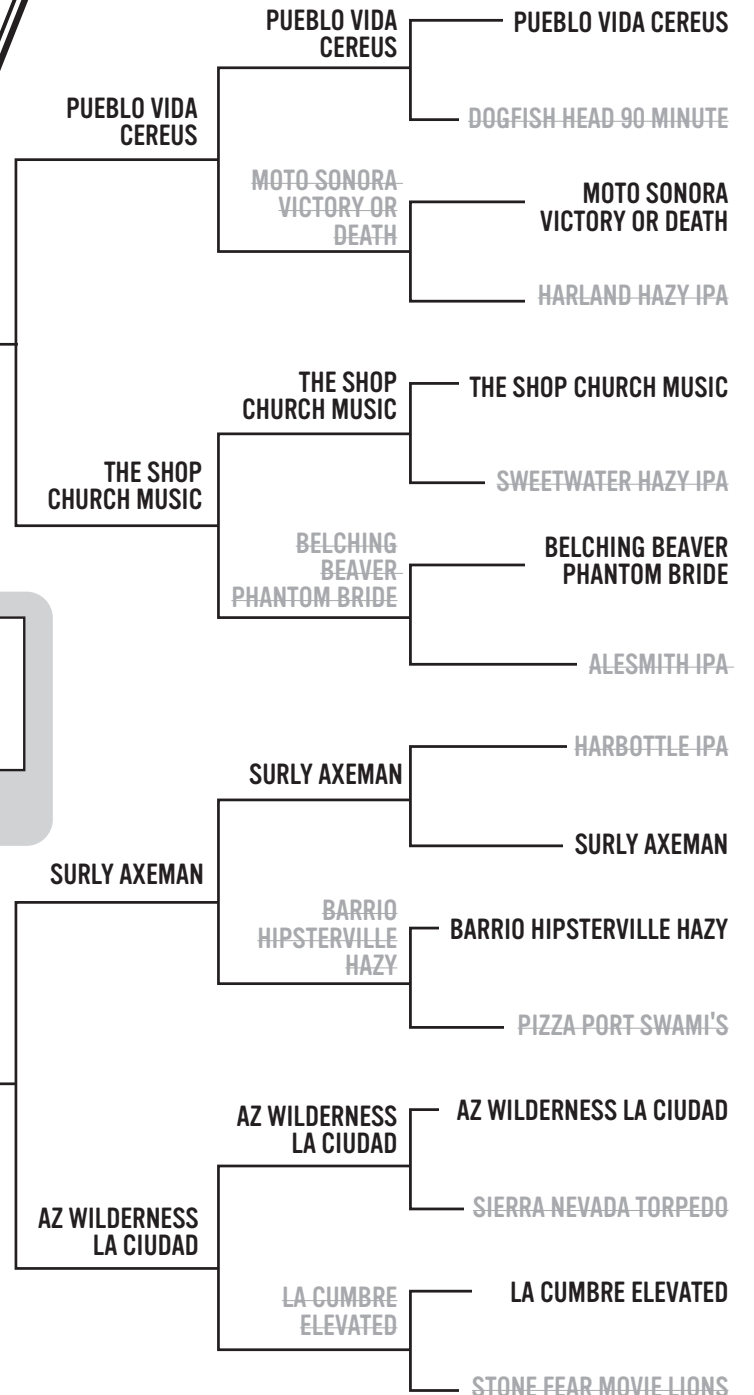 PUEBLO VIDA
CEREUS
PUEBLO VIDA CEREUS
PUEBLO VIDA
CEREUS
DOGFISH HEAD 90 MINUTE
MOTO SONORA
VICTORY OR
DEATH
MOTO SONORA
VICTORY OR DEATH
HARLAND HAZY IPA
THE SHOP
CHURCH MUSIC
THE SHOP CHURCH MUSIC
THE SHOP
CHURCH MUSIC
SWEETWATER HAZY IPA
BELCHING
BEAVER
PHANTOM BRIDE
BELCHING BEAVER
PHANTOM BRIDE
ALESMITH IPA
HARBOTTLE IPA
SURLY AXEMAN
SURLY AXEMAN
SURLY AXEMAN
BARRIO
HIPSTERVILLE
HAZY
BARRIO HIPSTERVILLE HAZY
PIZZA PORT SWAMI'S
AZ WILDERNESS
LA CIUDAD
AZ WILDERNESS LA CIUDAD
SIERRA NEVADA TORPEDO
AZ WILDERNESS
LA CIUDAD
LA CUMBRE
ELEVATED
LA CUMBRE ELEVATED
STONE FEAR MOVIE LIONS